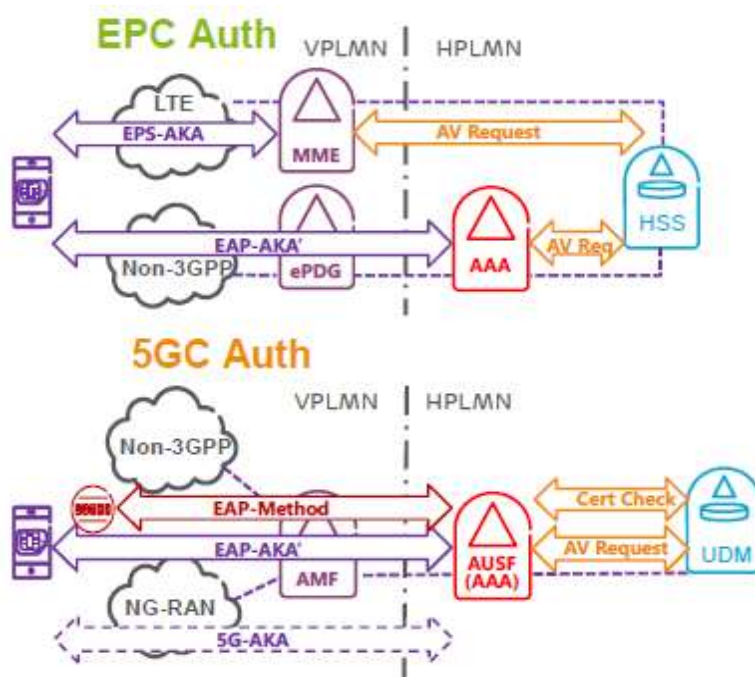 EPC Auth
VPLMN
HPLMN
LTE
EPS-AKA
MME
AV Request
HSS
EAP-AKA'
AV Req
Non-3GPP
ePDG
AAA
5GC Auth
VPLMN
HPLMN
Non-3GPP
Cert Check
EAP-Method
EAP-AKA'
AV Request
AUSF
(AAA)
UDM
AMF
NG-RAN
5G-AKA